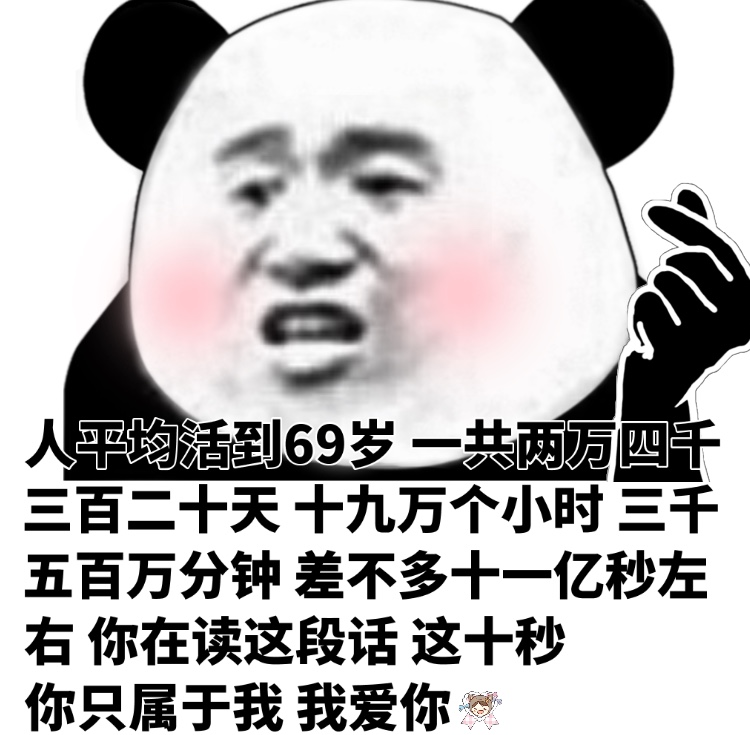 人平均活到69岁 一共两万四千
三百二十天 十九万个小时 三千
五百万分钟 差不多十一亿秒左
右 你在读这段话 这十秒
你只属于我 我爱你